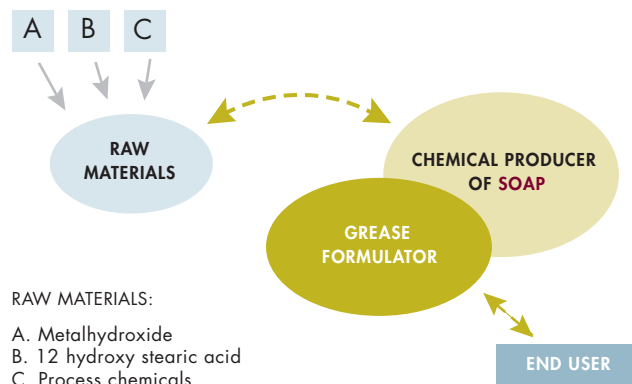 A B C
RAW
MATERIALS
CHEMICAL PRODUCER
OF SOAP
GREASE
FORMULATOR
RAW MATERIALS:
A. Metalhydroxide
B. 12 hydroxy stearic acid
C. Process chemicals
END USER